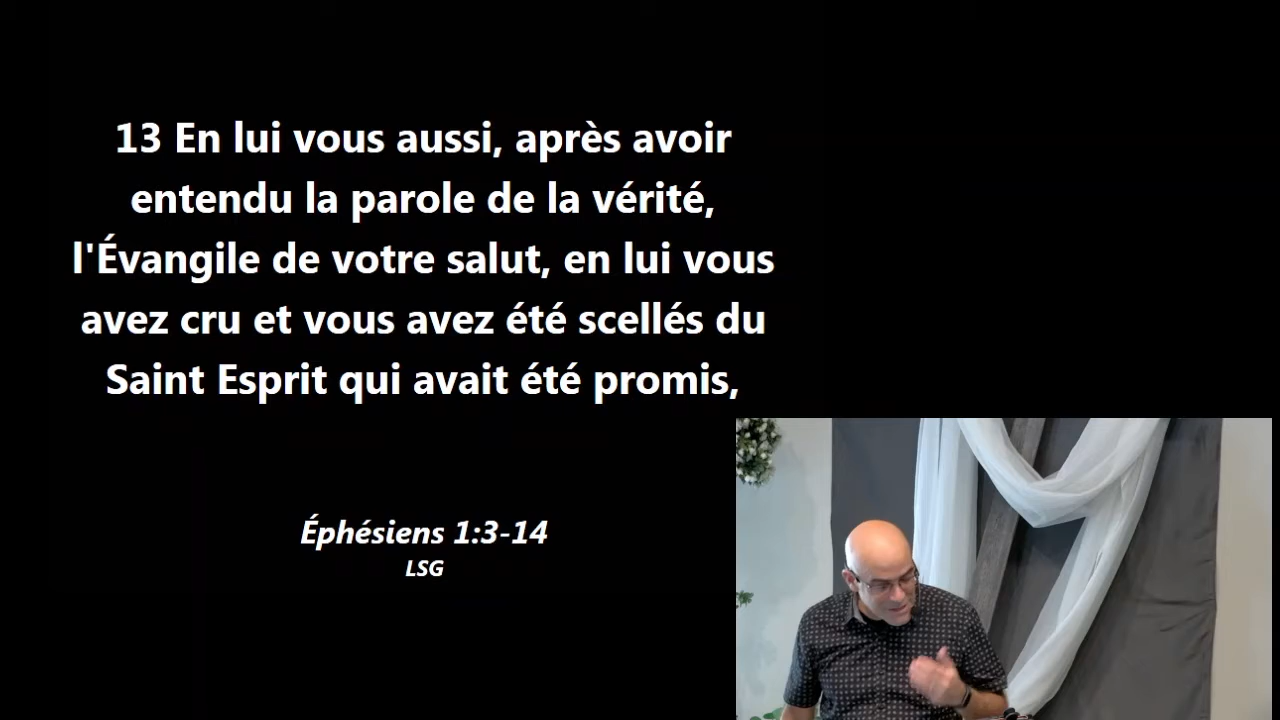 13 En lui vous aussi, après avoir
entendu la parole de la vérité,
l'Évangile de votre salut, en lui vous
avez cru et vous avez été scellés du
Saint Esprit qui avait été promis,
Éphésiens 1:3-14
LSG